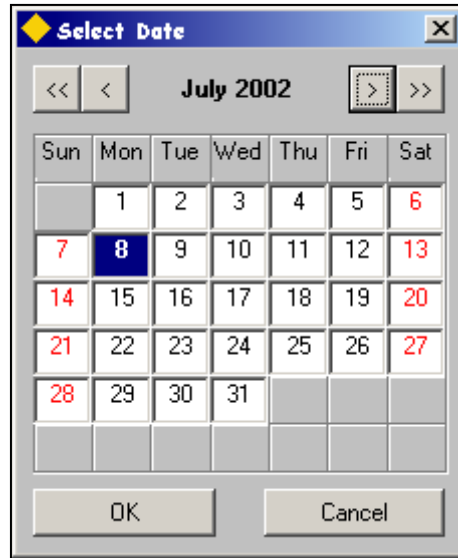 Select Date
<< < July 2002 > >>
Sun Mon Tue Wed Thu Fri Sat
1 2 3 4 5 6
7 8 9 10 11 12 13
14 15 16 17 18 19 20
21 22 23 24 25 26 27
28 29 30 31
OK Cancel